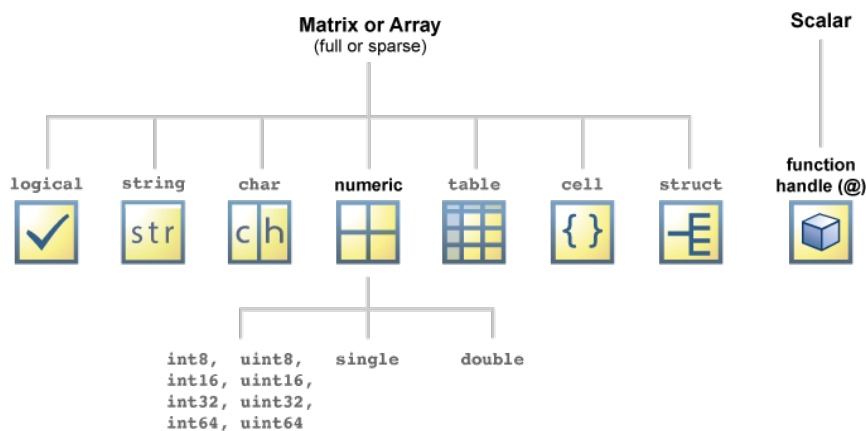 Matrix or Array
(full or sparse)
Scalar
logical
string
char
numeric
table
cell
struct
function
handle (@)
str
ch
{ }
int8, uint8,
int16, uint16,
int32, uint32,
int64, uint64
single
double